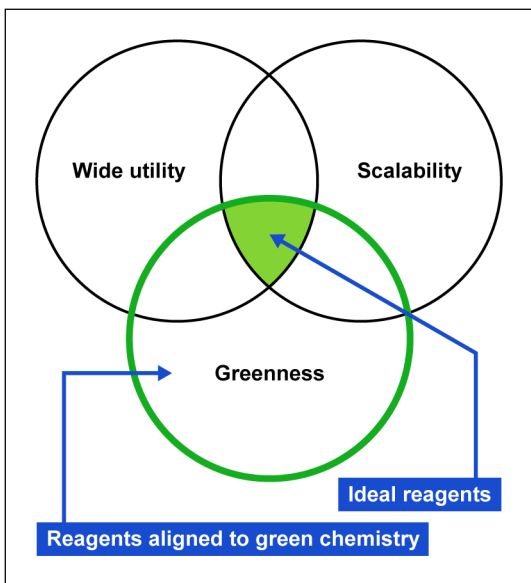 Wide utility
Scalability
Greenness
Ideal reagents
Reagents aligned to green chemistry